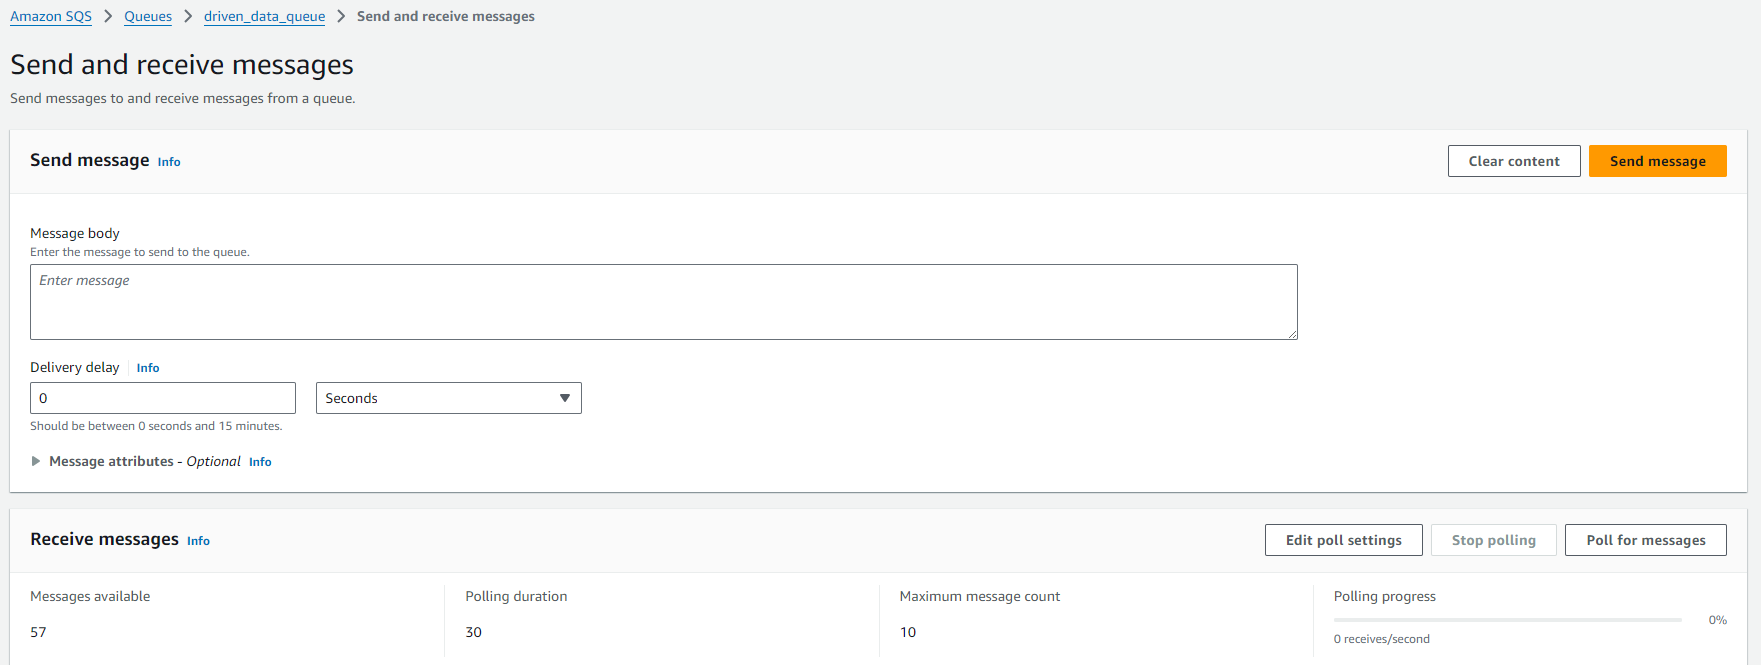 Amazon SQS > Queues > driven_data_queue > Send and receive messages
Send and receive messages
Send messages to and receive messages from a queue.
Send message Info
Clear content
Send message
Message body
Enter the message to send to the queue.
Enter message
Delivery delay Info
0
Seconds
Should be between 0 seconds and 15 minutes.
Message attributes - Optional Info
Receive messages Info
Edit poll settings
Stop polling
Poll for messages
Messages available
57
Polling duration
30
Maximum message count
10
Polling progress
0%
0 receives/second